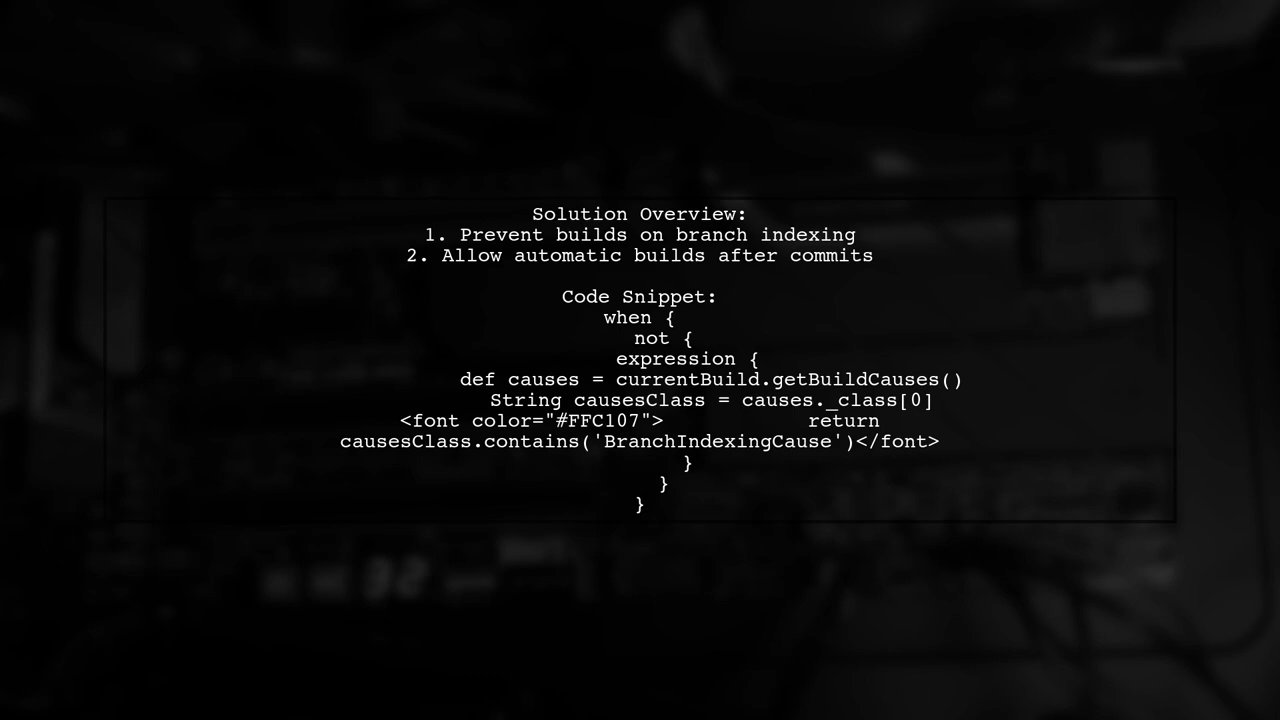 Solution Overview:
1. Prevent builds on branch indexing
2. Allow automatic builds after commits
Code Snippet:
when {
not {
expression {
def causes = currentBuild.getBuildCauses()
String causesClass = causes._class[0]
<font color="#FFC107">            return
causesClass.contains('BranchIndexingCause')</font>
}
}
}